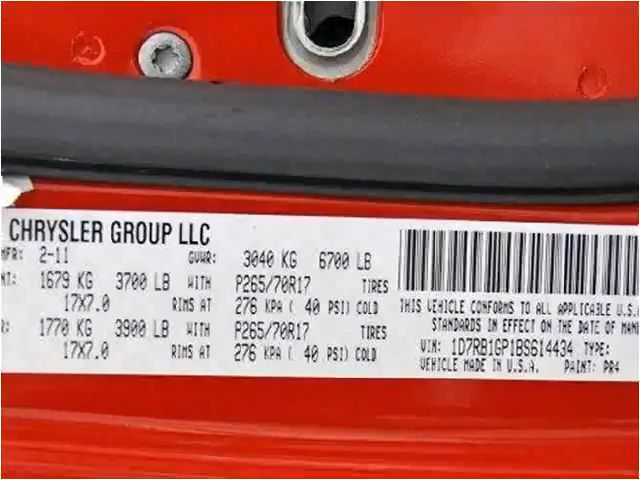 CHRYSLER GROUP LLC
MFR: 2-11 GVWR: 3040 KG 6700 LB
NT: 1679 KG 3700 LB WITH P265/70R17 TIRES
17X7.0 RIMS AT 276 KPA ( 40 PSI) COLD
R: 1770 KG 3900 LB WITH P265/70R17 TIRES
17X7.0 RIMS AT 276 KPA ( 40 PSI) COLD
THIS VEHICLE CONFORMS TO ALL APPLICABLE U.S.
STANDARDS IN EFFECT ON THE DATE OF MAN
VIN: 1D7RB1GP1BS614434 TYPE:
VEHICLE MADE IN U.S.A. PAINT: PR4